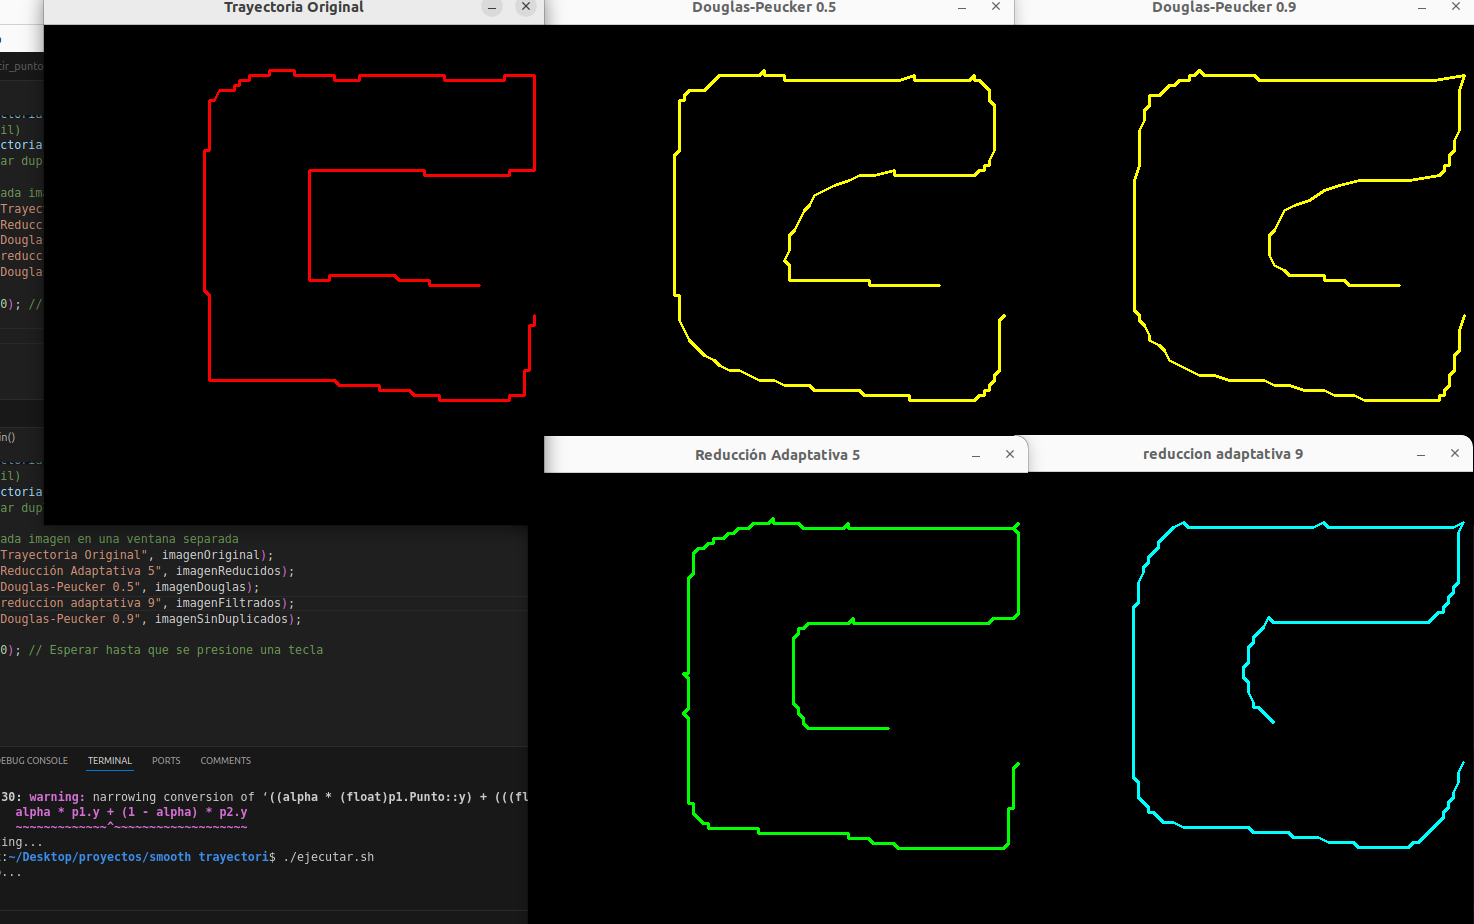 Trayectoria Original
Douglas-Peucker 0.5
Douglas-Peucker 0.9
cir_punto
il)
ctoria
ar dup
ada im
Trayec
Reducc
Dougla
reducc
Dougla
0); //
Reducción Adaptativa 5
reduccion adaptativa 9
in()
il)
ctoria
ar dup
ada imagen en una ventana separada
Trayectoria Original", imagenOriginal);
Reducción Adaptativa 5", imagenReducidos);
Douglas-Peucker 0.5", imagenDouglas);
reduccion adaptativa 9", imagenFiltrados);
Douglas-Peucker 0.9", imagenSinDuplicados);
0); // Esperar hasta que se presione una tecla
EBUG CONSOLE TERMINAL PORTS COMMENTS
30: warning: narrowing conversion of ‘((alpha * (float)p1.Punto::y) + (((fl
alpha * p1.y + (1 - alpha) * p2.y
~~~~~~~~~~~~~^~~~~~~~~~~~~~~~~~~~
ing...
:~/Desktop/proyectos/smooth trayectori$ ./ejecutar.sh
...